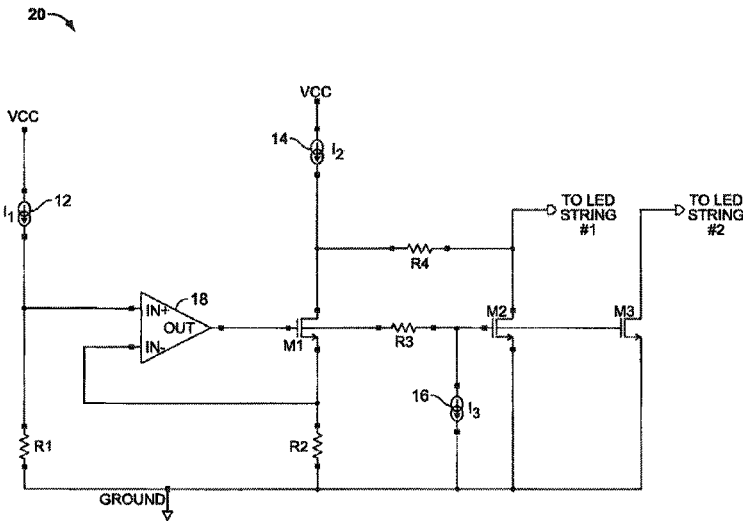 20
VCC
VCC
14
I2
I1
12
TO LED
STRING
#1
TO LED
STRING
#2
R4
18
IN+
OUT
IN-
M1
R3
M2
M3
16
I3
R1
R2
GROUND